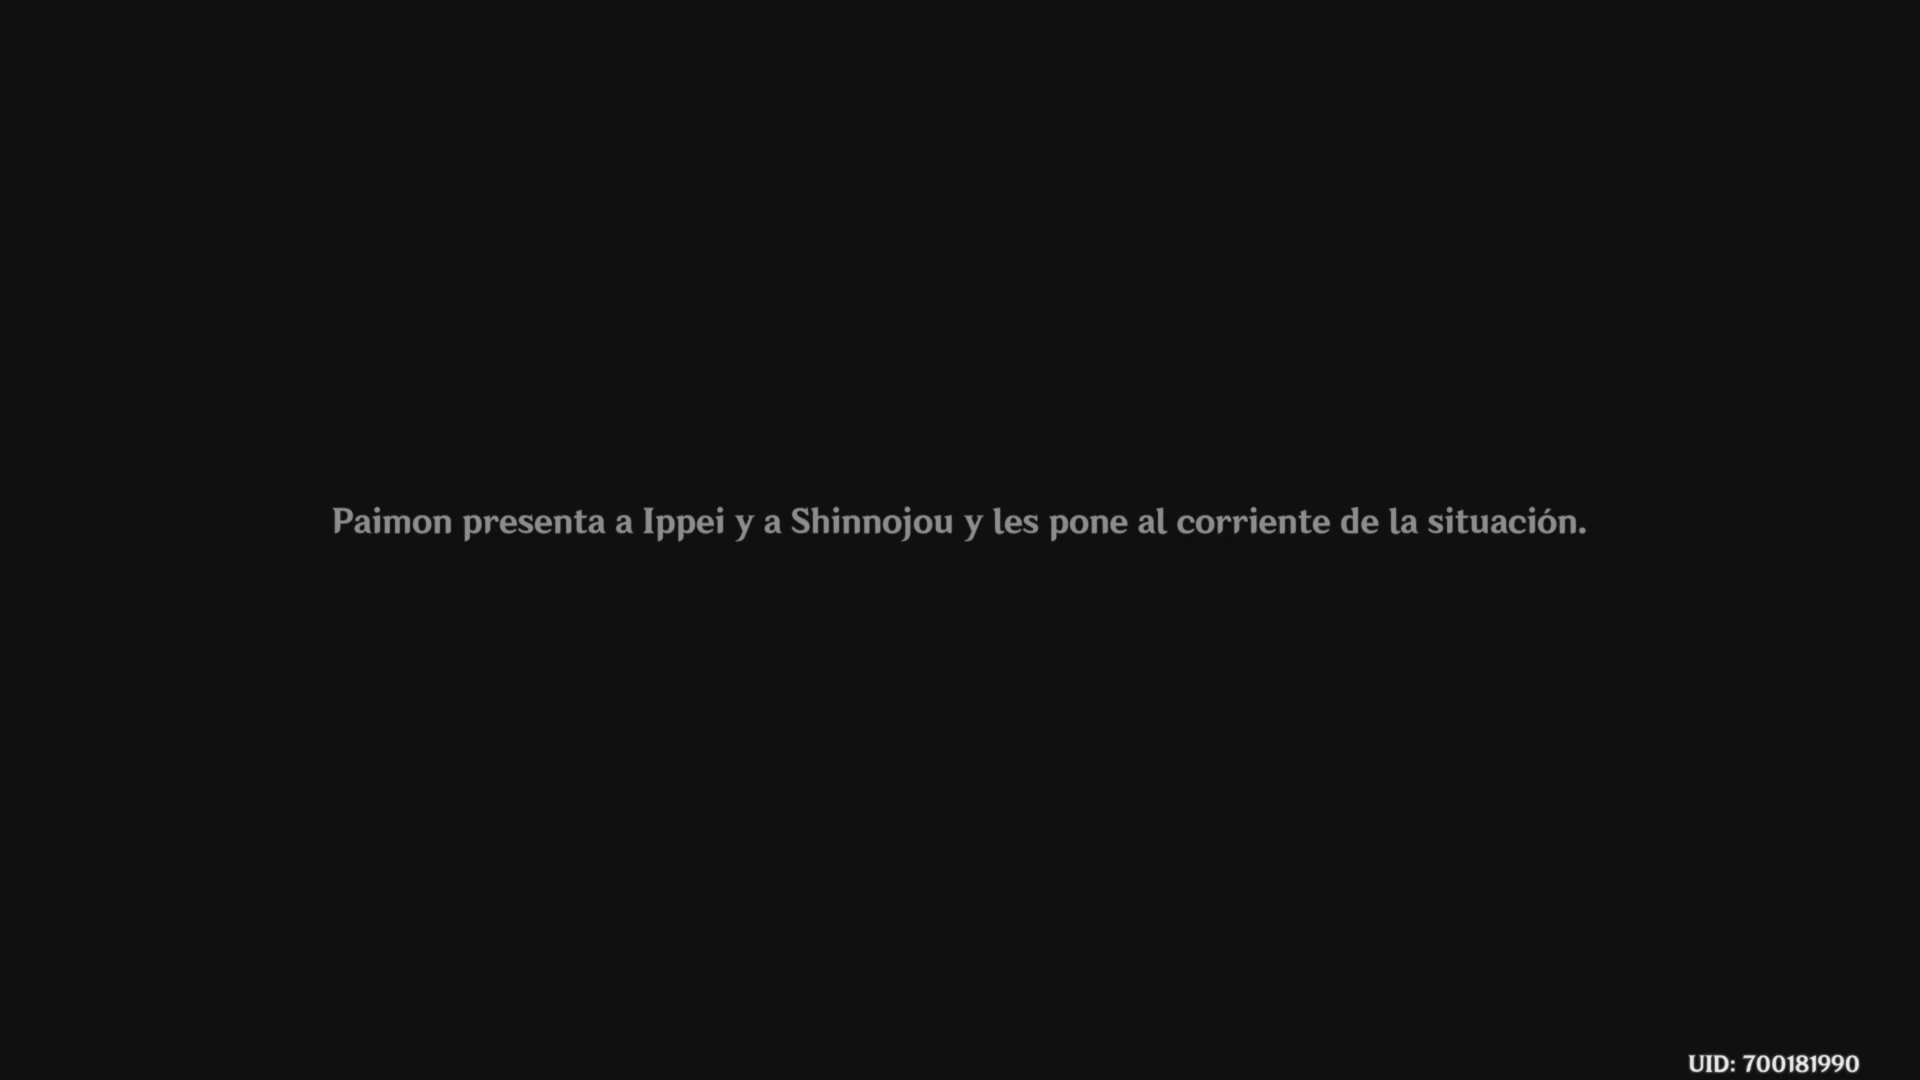 Paimon presenta a Ippei y a Shinnojou y les pone al corriente de la situación.
UID: 700181990